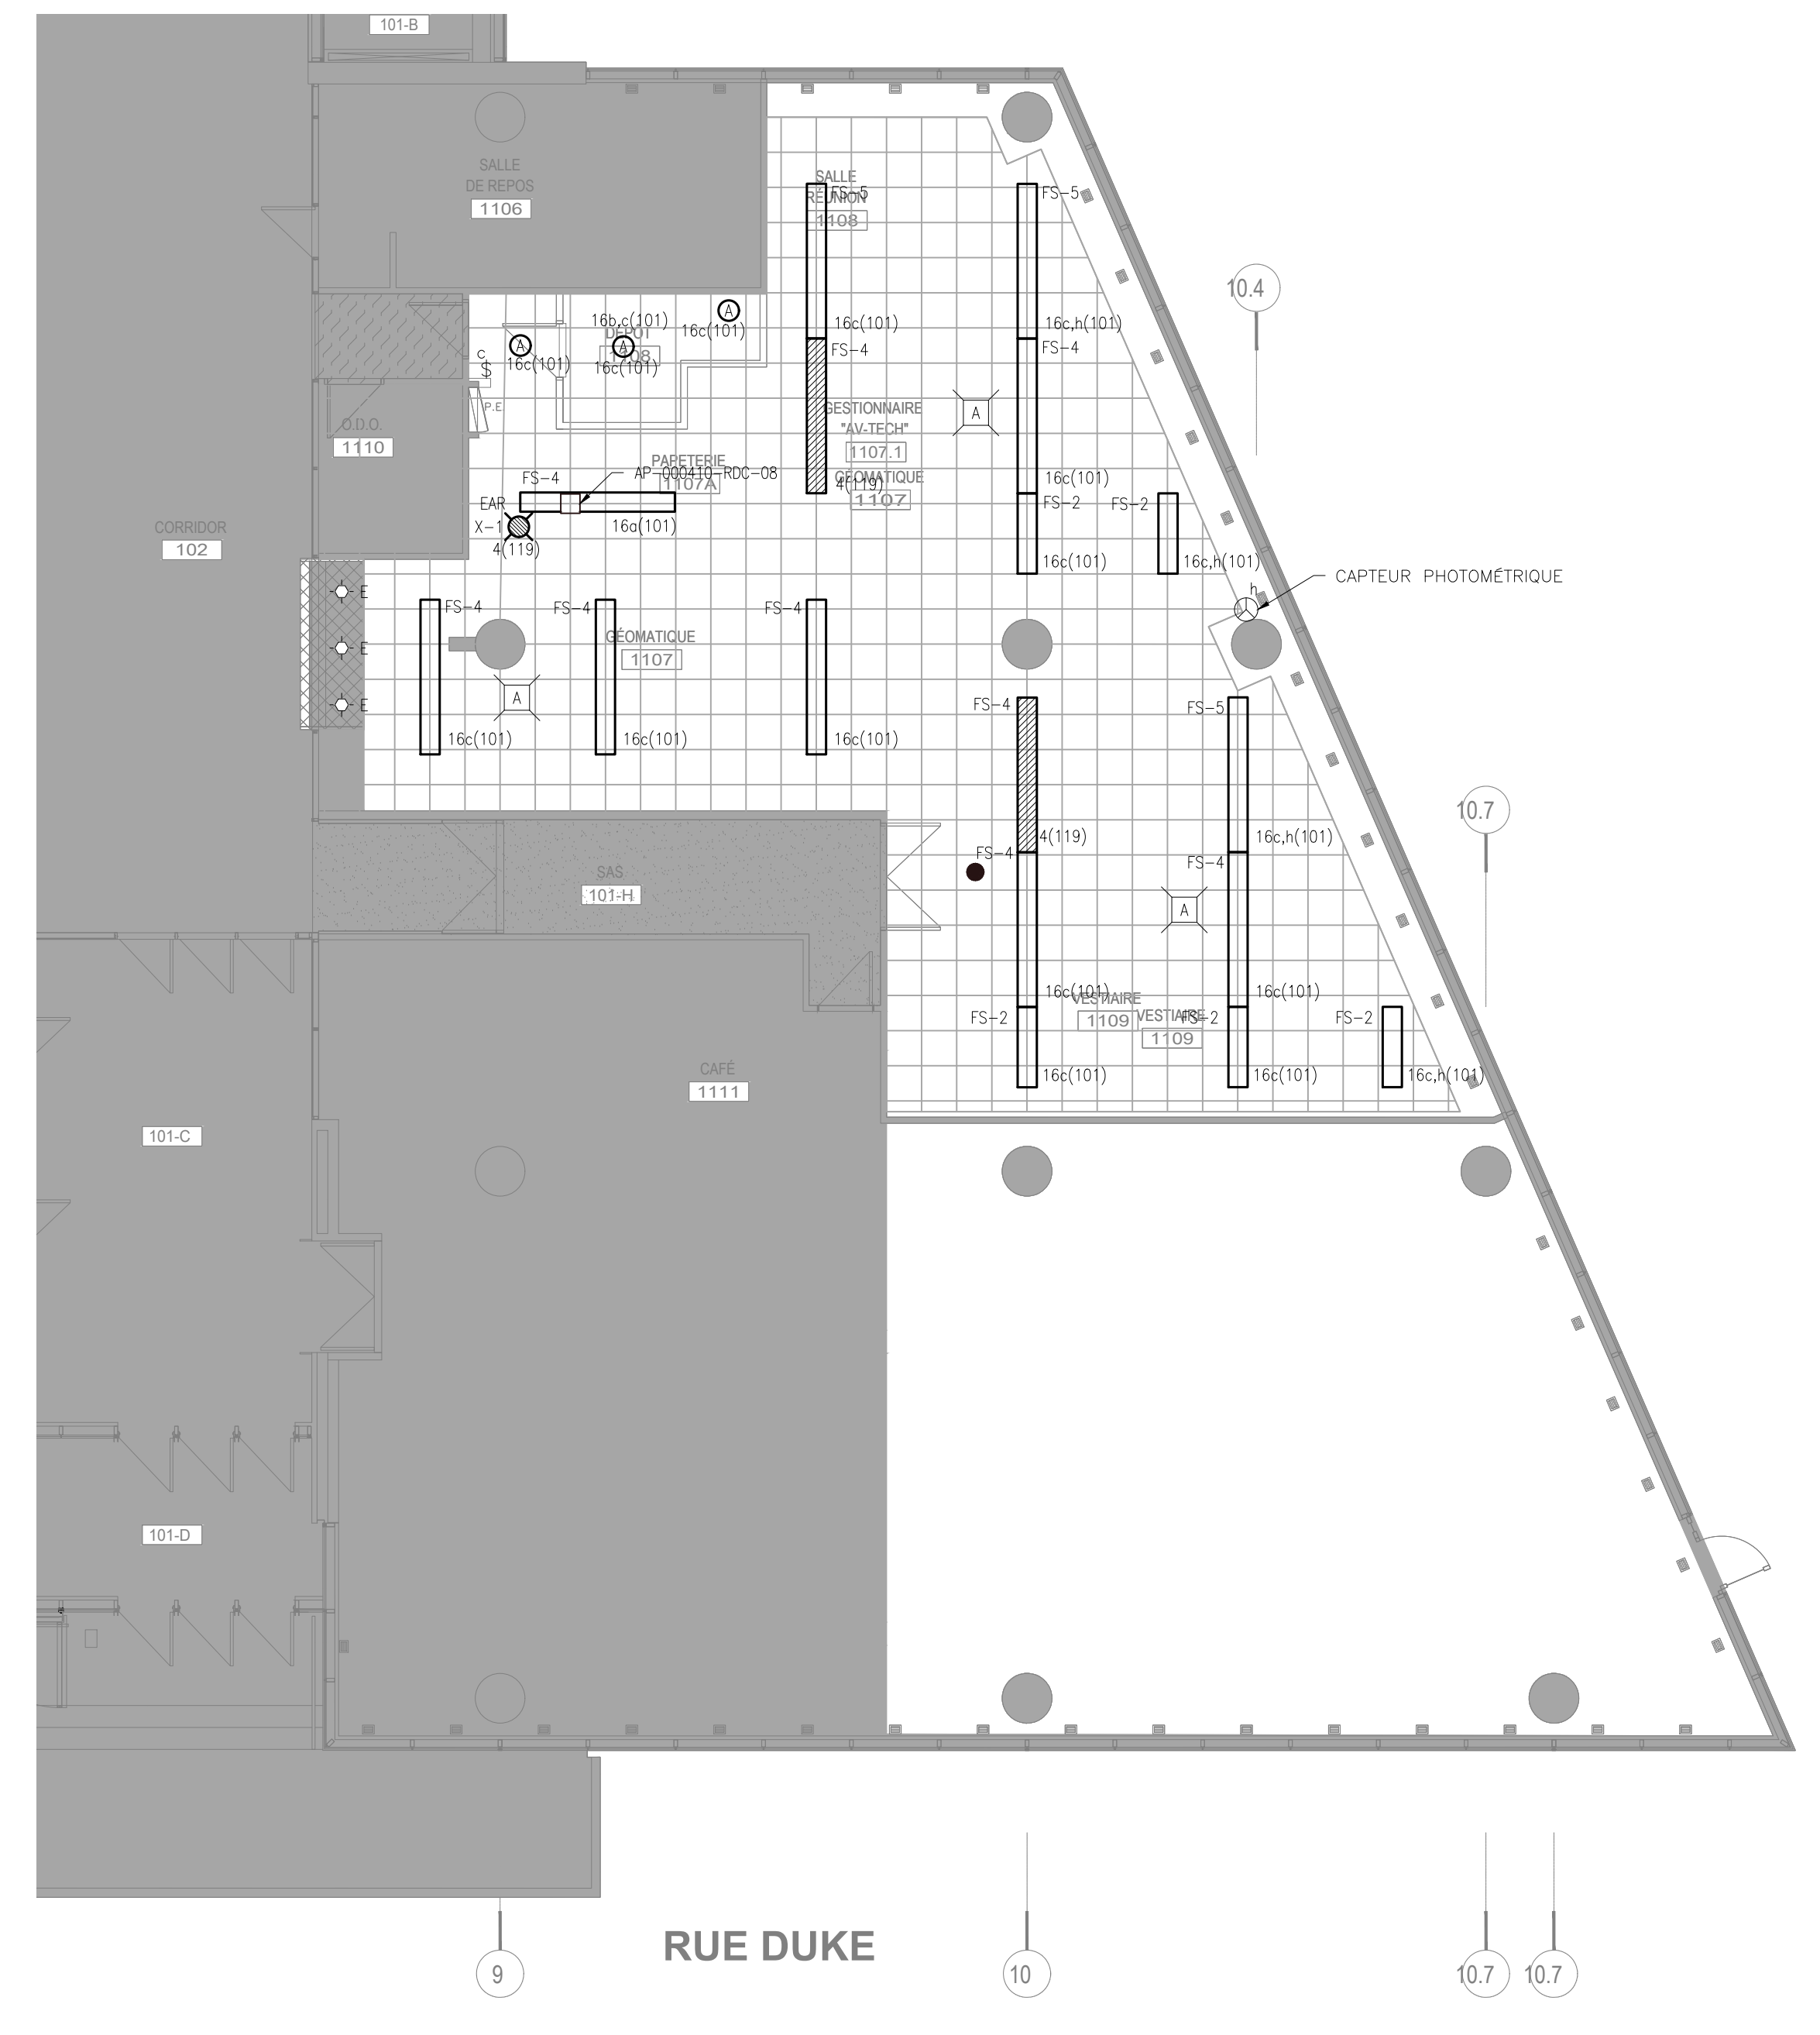 101-B
SALLE
DE REPOS
1106
SALLE
RÉUNION
1108
FS-5
FS-5
10.4
16b,c(101)
16c(101)
DÉPÔT
1108
16c(101)
16c(101)
16c(101)
16c,h(101)
FS-4
FS-4
c
$
A
A
A
P.E.
O.D.O.
1110
GESTIONNAIRE
"AV-TECH"
1107.1
A
PAPETERIE
1107A
AP-000410-RDC-08
GÉOMATIQUE
1107
4(119)
16c(101)
FS-4
EAR
X-1
4(119)
16a(101)
FS-2
FS-2
CORRIDOR
102
16c(101)
16c,h(101)
CAPTEUR PHOTOMÉTRIQUE
h
E
E
E
FS-4
FS-4
FS-4
GÉOMATIQUE
1107
A
16c(101)
16c(101)
16c(101)
FS-4
FS-5
10.7
4(119)
16c,h(101)
FS-4
FS-4
SAS
101-H
A
16c(101)
16c(101)
VESTIAIRE
1109
VESTIAIRE
1109
FS-2
FS-2
FS-2
16c(101)
16c(101)
16c,h(101)
CAFÉ
1111
101-C
101-D
RUE DUKE
9
10
10.7
10.7